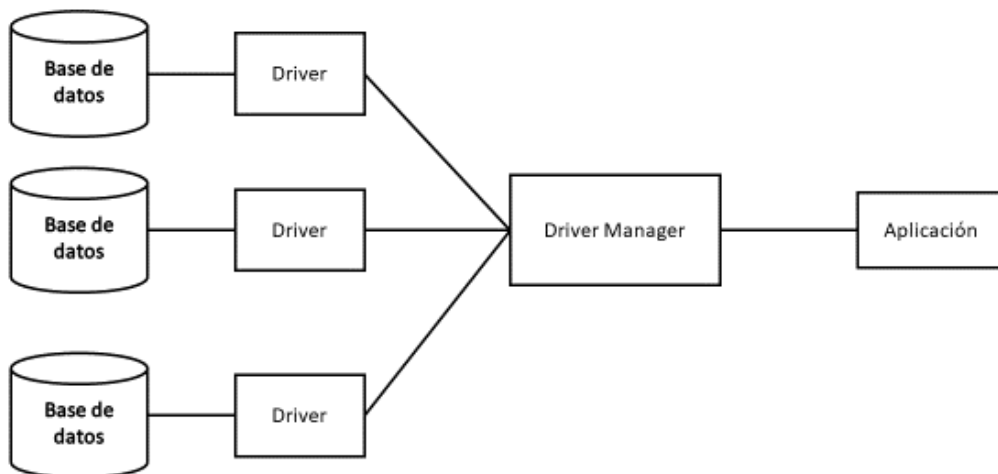 Base de
datos
Driver
Base de
datos
Driver
Driver Manager
Aplicación
Base de
datos
Driver